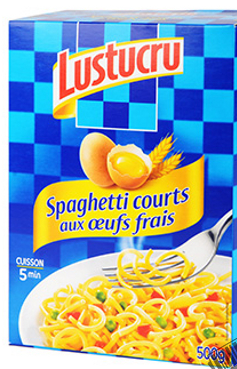 Lustucru
Spaghetti courts
aux œufs frais
CUISSON
5 min
500g